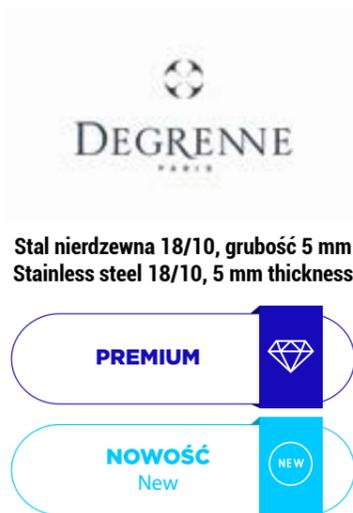 DEGRENNE
PARIS
Stal nierdzewna 18/10, grubość 5 mm
Stainless steel 18/10, 5 mm thickness
PREMIUM
NOWOŚĆ
New
NEW